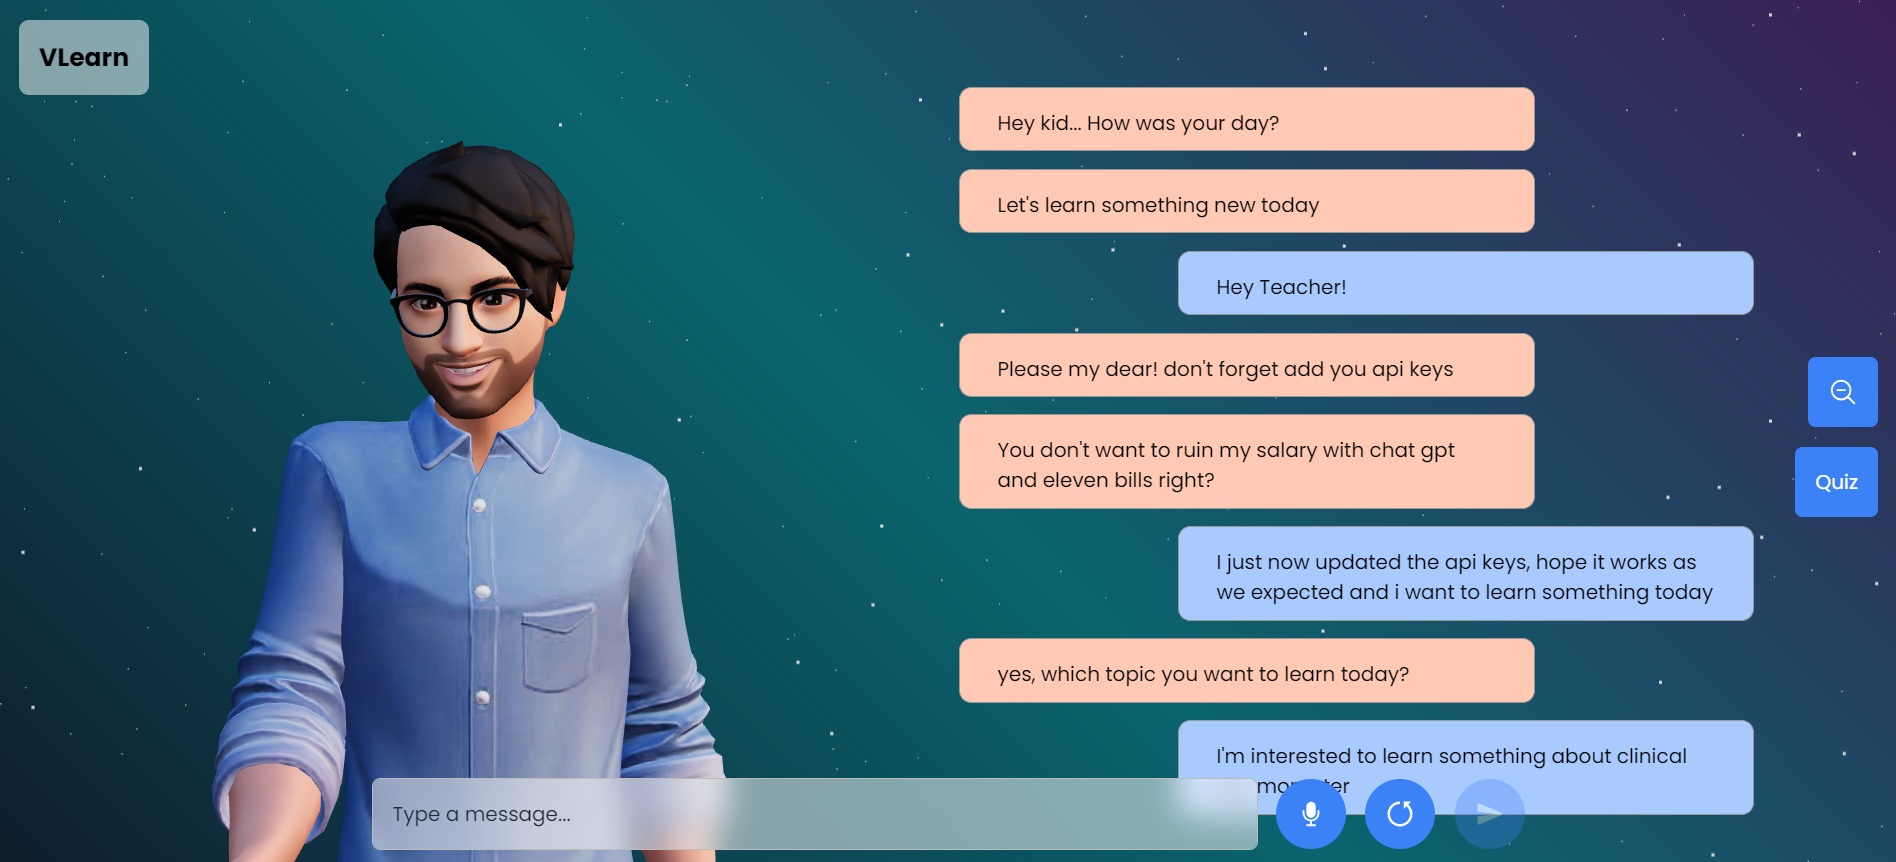 VLearn
Hey kid... How was your day?
Let's learn something new today
Hey Teacher!
Please my dear! don't forget add you api keys
You don't want to ruin my salary with chat gpt
and eleven bills right?
I just now updated the api keys, hope it works as
we expected and i want to learn something today
yes, which topic you want to learn today?
I'm interested to learn something about clinical
Quiz
Type a message...